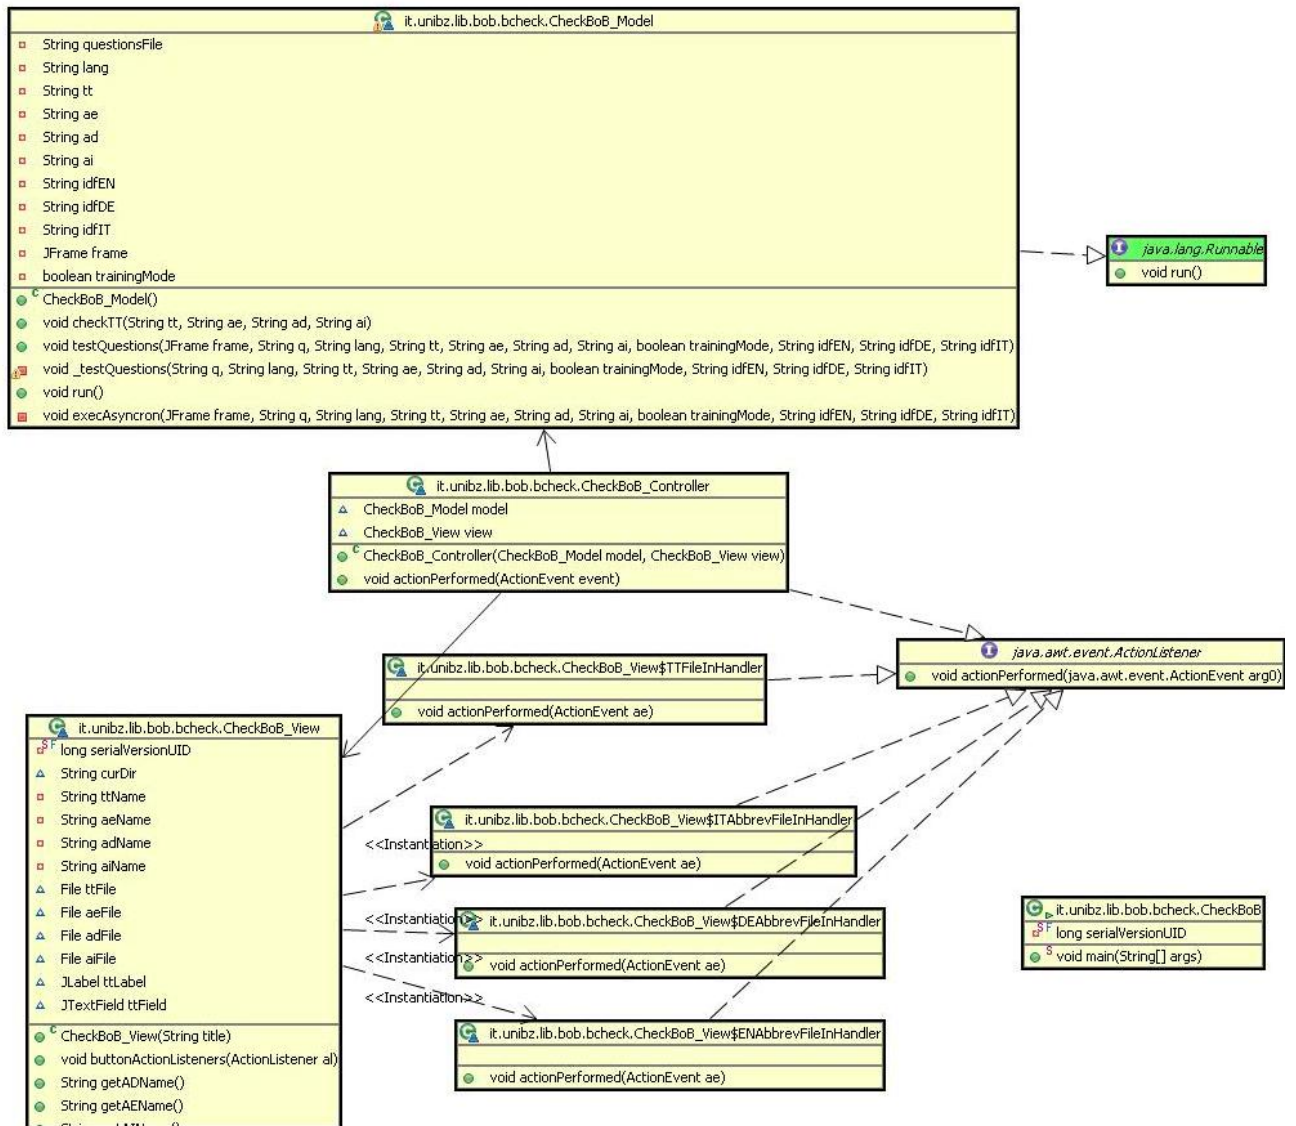 it.unibz.lib.bob.bcheck.CheckBoB_Model
String questionsFile
String lang
String tt
String ae
String ad
String ai
String idfEN
String idfDE
String idfIT
JFrame frame
boolean trainingMode
CheckBoB_Model()
void checkTT(String tt, String ae, String ad, String ai)
void testQuestions(JFrame frame, String q, String lang, String tt, String ae, String ad, String ai, boolean trainingMode, String idfEN, String idfDE, String idfIT)
void _testQuestions(String q, String lang, String tt, String ae, String ad, String ai, boolean trainingMode, String idfEN, String idfDE, String idfIT)
void run()
void execAsyncron(JFrame frame, String q, String lang, String tt, String ae, String ad, String ai, boolean trainingMode, String idfEN, String idfDE, String idfIT)
java.lang.Runnable
void run()
it.unibz.lib.bob.bcheck.CheckBoB_Controller
CheckBoB_Model model
CheckBoB_View view
CheckBoB_Controller(CheckBoB_Model model, CheckBoB_View view)
void actionPerformed(ActionEvent event)
java.awt.event.ActionListener
void actionPerformed(java.awt.event.ActionEvent arg0)
it.unibz.lib.bob.bcheck.CheckBoB_View$TTFileInHandler
void actionPerformed(ActionEvent ae)
it.unibz.lib.bob.bcheck.CheckBoB_View
long serialVersionUID
String curDir
String ttName
String aeName
String adName
String aiName
File ttFile
File aeFile
File adFile
File aiFile
JLabel ttLabel
JTextField ttField
CheckBoB_View(String title)
void buttonActionListeners(ActionListener al)
String getADName()
String getAEName()
<<Instantiation>>
<<Instantiation>>
<<Instantiation>>
<<Instantiation>>
it.unibz.lib.bob.bcheck.CheckBoB_View$ITAbbrevFileInHandler
void actionPerformed(ActionEvent ae)
it.unibz.lib.bob.bcheck.CheckBoB_View$DEAbbrevFileInHandler
void actionPerformed(ActionEvent ae)
it.unibz.lib.bob.bcheck.CheckBoB_View$ENAbbrevFileInHandler
void actionPerformed(ActionEvent ae)
it.unibz.lib.bob.bcheck.CheckBoB
long serialVersionUID
void main(String[] args)